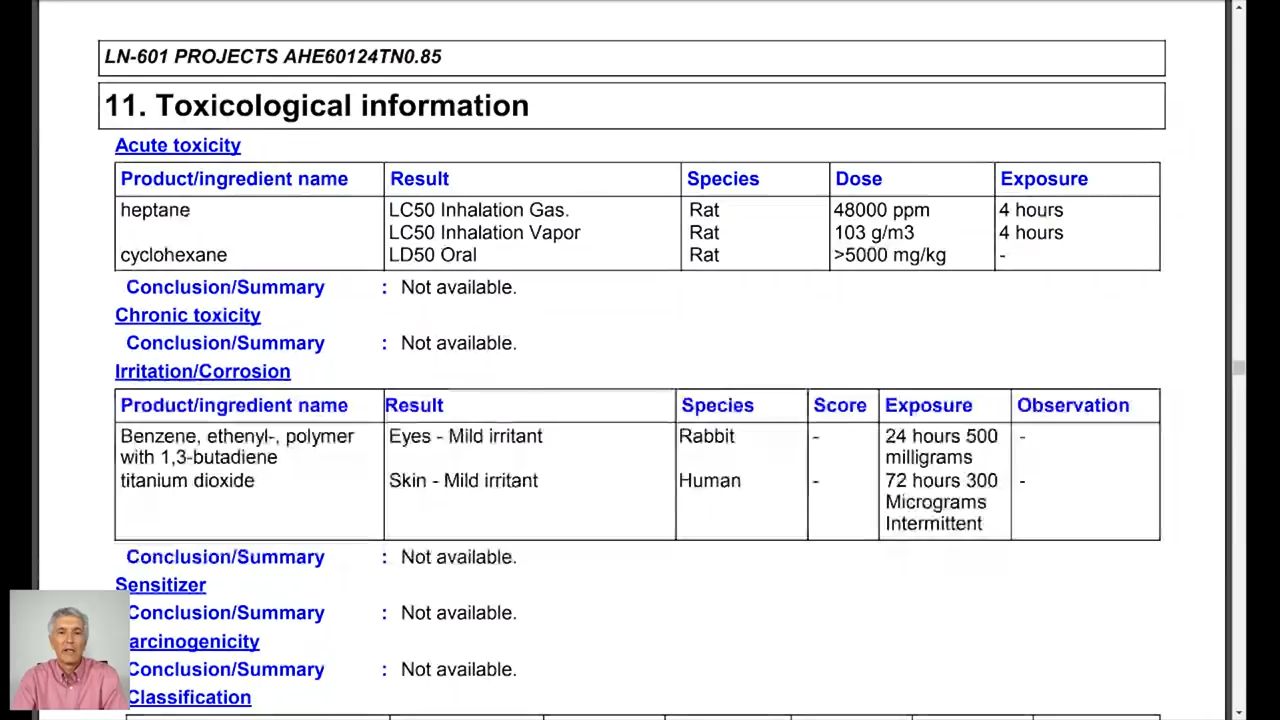 LN-601 PROJECTS AHE60124TN0.85
11. Toxicological information
Acute toxicity
Product/ingredient name Result Species Dose Exposure
heptane LC50 Inhalation Gas. Rat 48000 ppm 4 hours
LC50 Inhalation Vapor Rat 103 g/m3 4 hours
cyclohexane LD50 Oral Rat >5000 mg/kg -
Conclusion/Summary : Not available.
Chronic toxicity
Conclusion/Summary : Not available.
Irritation/Corrosion
Product/ingredient name Result Species Score Exposure Observation
Benzene, ethenyl-, polymer Eyes - Mild irritant Rabbit - 24 hours 500 -
with 1,3-butadiene milligrams
titanium dioxide Skin - Mild irritant Human - 72 hours 300 -
Micrograms
Intermittent
Conclusion/Summary : Not available.
Sensitizer
Conclusion/Summary : Not available.
arcinogenicity
Conclusion/Summary : Not available.
Classification